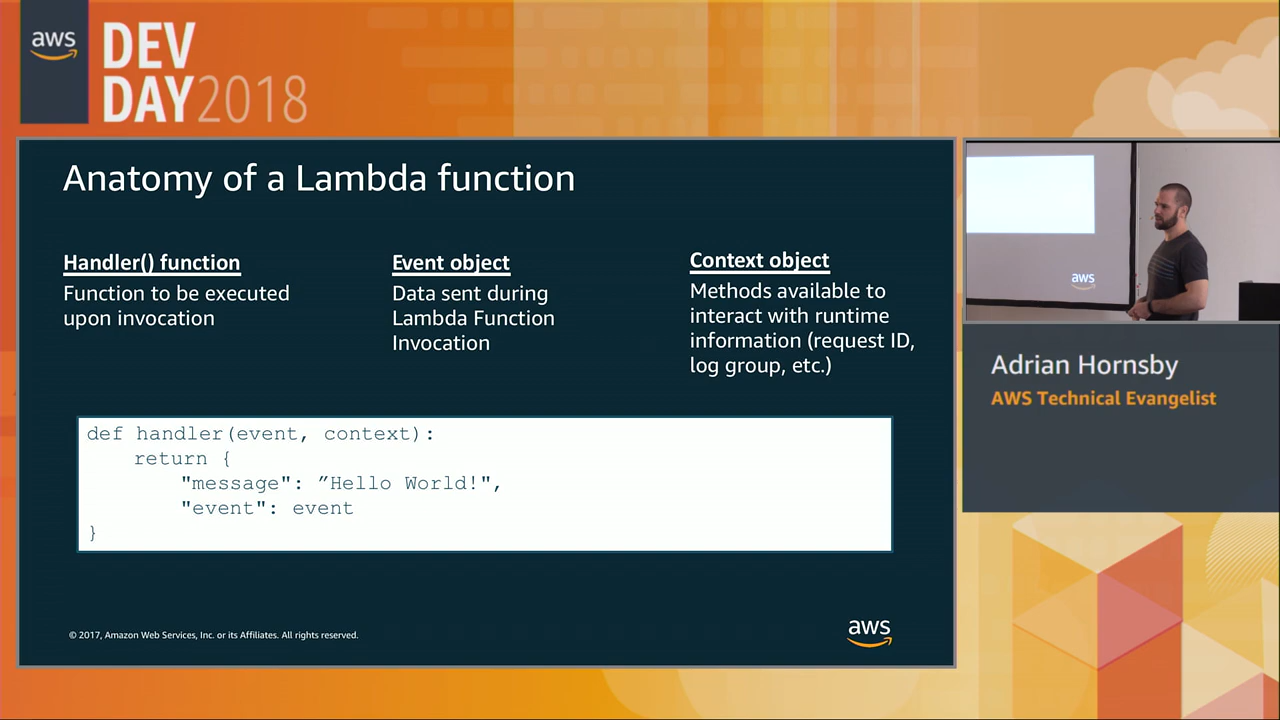 aws
DEV
DAY2018
Anatomy of a Lambda function
Handler() function
Function to be executed
upon invocation
Event object
Data sent during
Lambda Function
Invocation
Context object
Methods available to
interact with runtime
information (request ID,
log group, etc.)
def handler(event, context):
    return {
        "message": ”Hello World!",
        "event": event
}
© 2017, Amazon Web Services, Inc. or its Affiliates. All rights reserved.
aws
aws
Adrian Hornsby
AWS Technical Evangelist